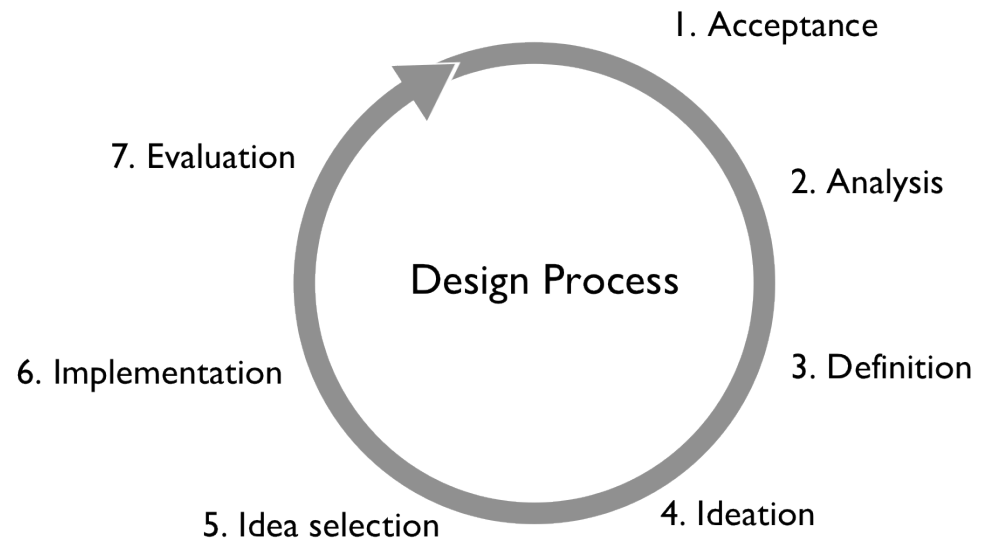 1. Acceptance
2. Analysis
3. Definition
4. Ideation
5. Idea selection
6. Implementation
7. Evaluation
Design Process